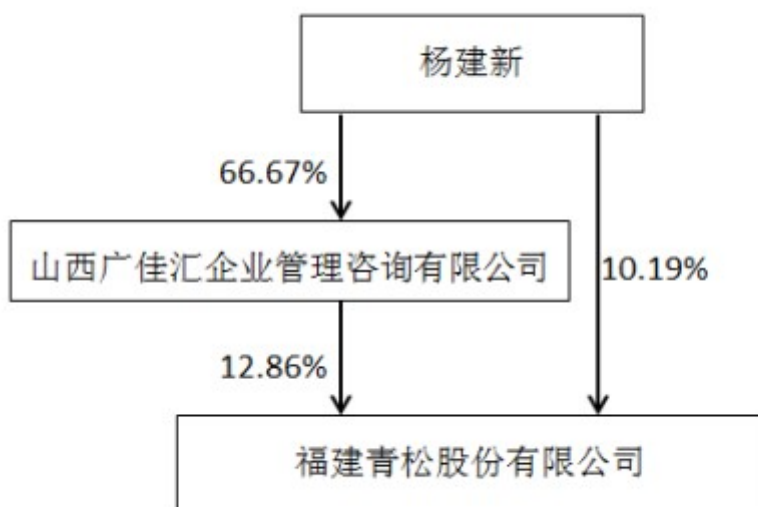 杨建新
66.67%
山西广佳汇企业管理咨询有限公司
10.19%
12.86%
福建青松股份有限公司